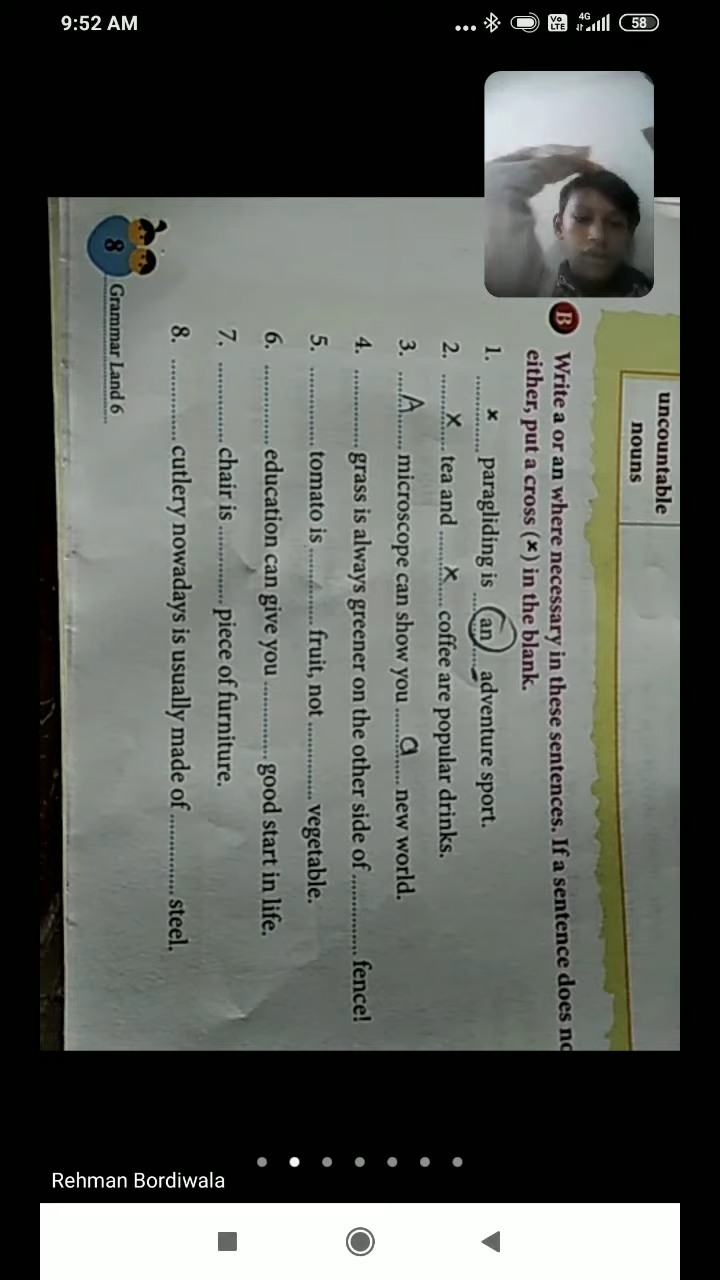 9:52 AM
... Vo LTE 4G 58
uncountable
nouns
B Write a or an where necessary in these sentences. If a sentence does
either, put a cross (×) in the blank.
1. ......×...... paragliding is ......an...... adventure sport.
2. ......×...... tea and ......×...... coffee are popular drinks.
3. ......A...... microscope can show you ......a...... new world.
4. ............ grass is always greener on the other side of ............ fence!
5. ............ tomato is ............ fruit, not ............ vegetable.
6. ............ education can give you ............ good start in life.
7. ............ chair is ............ piece of furniture.
8. ............ cutlery nowadays is usually made of ............ steel.
8 Grammar Land 6
Rehman Bordiwala